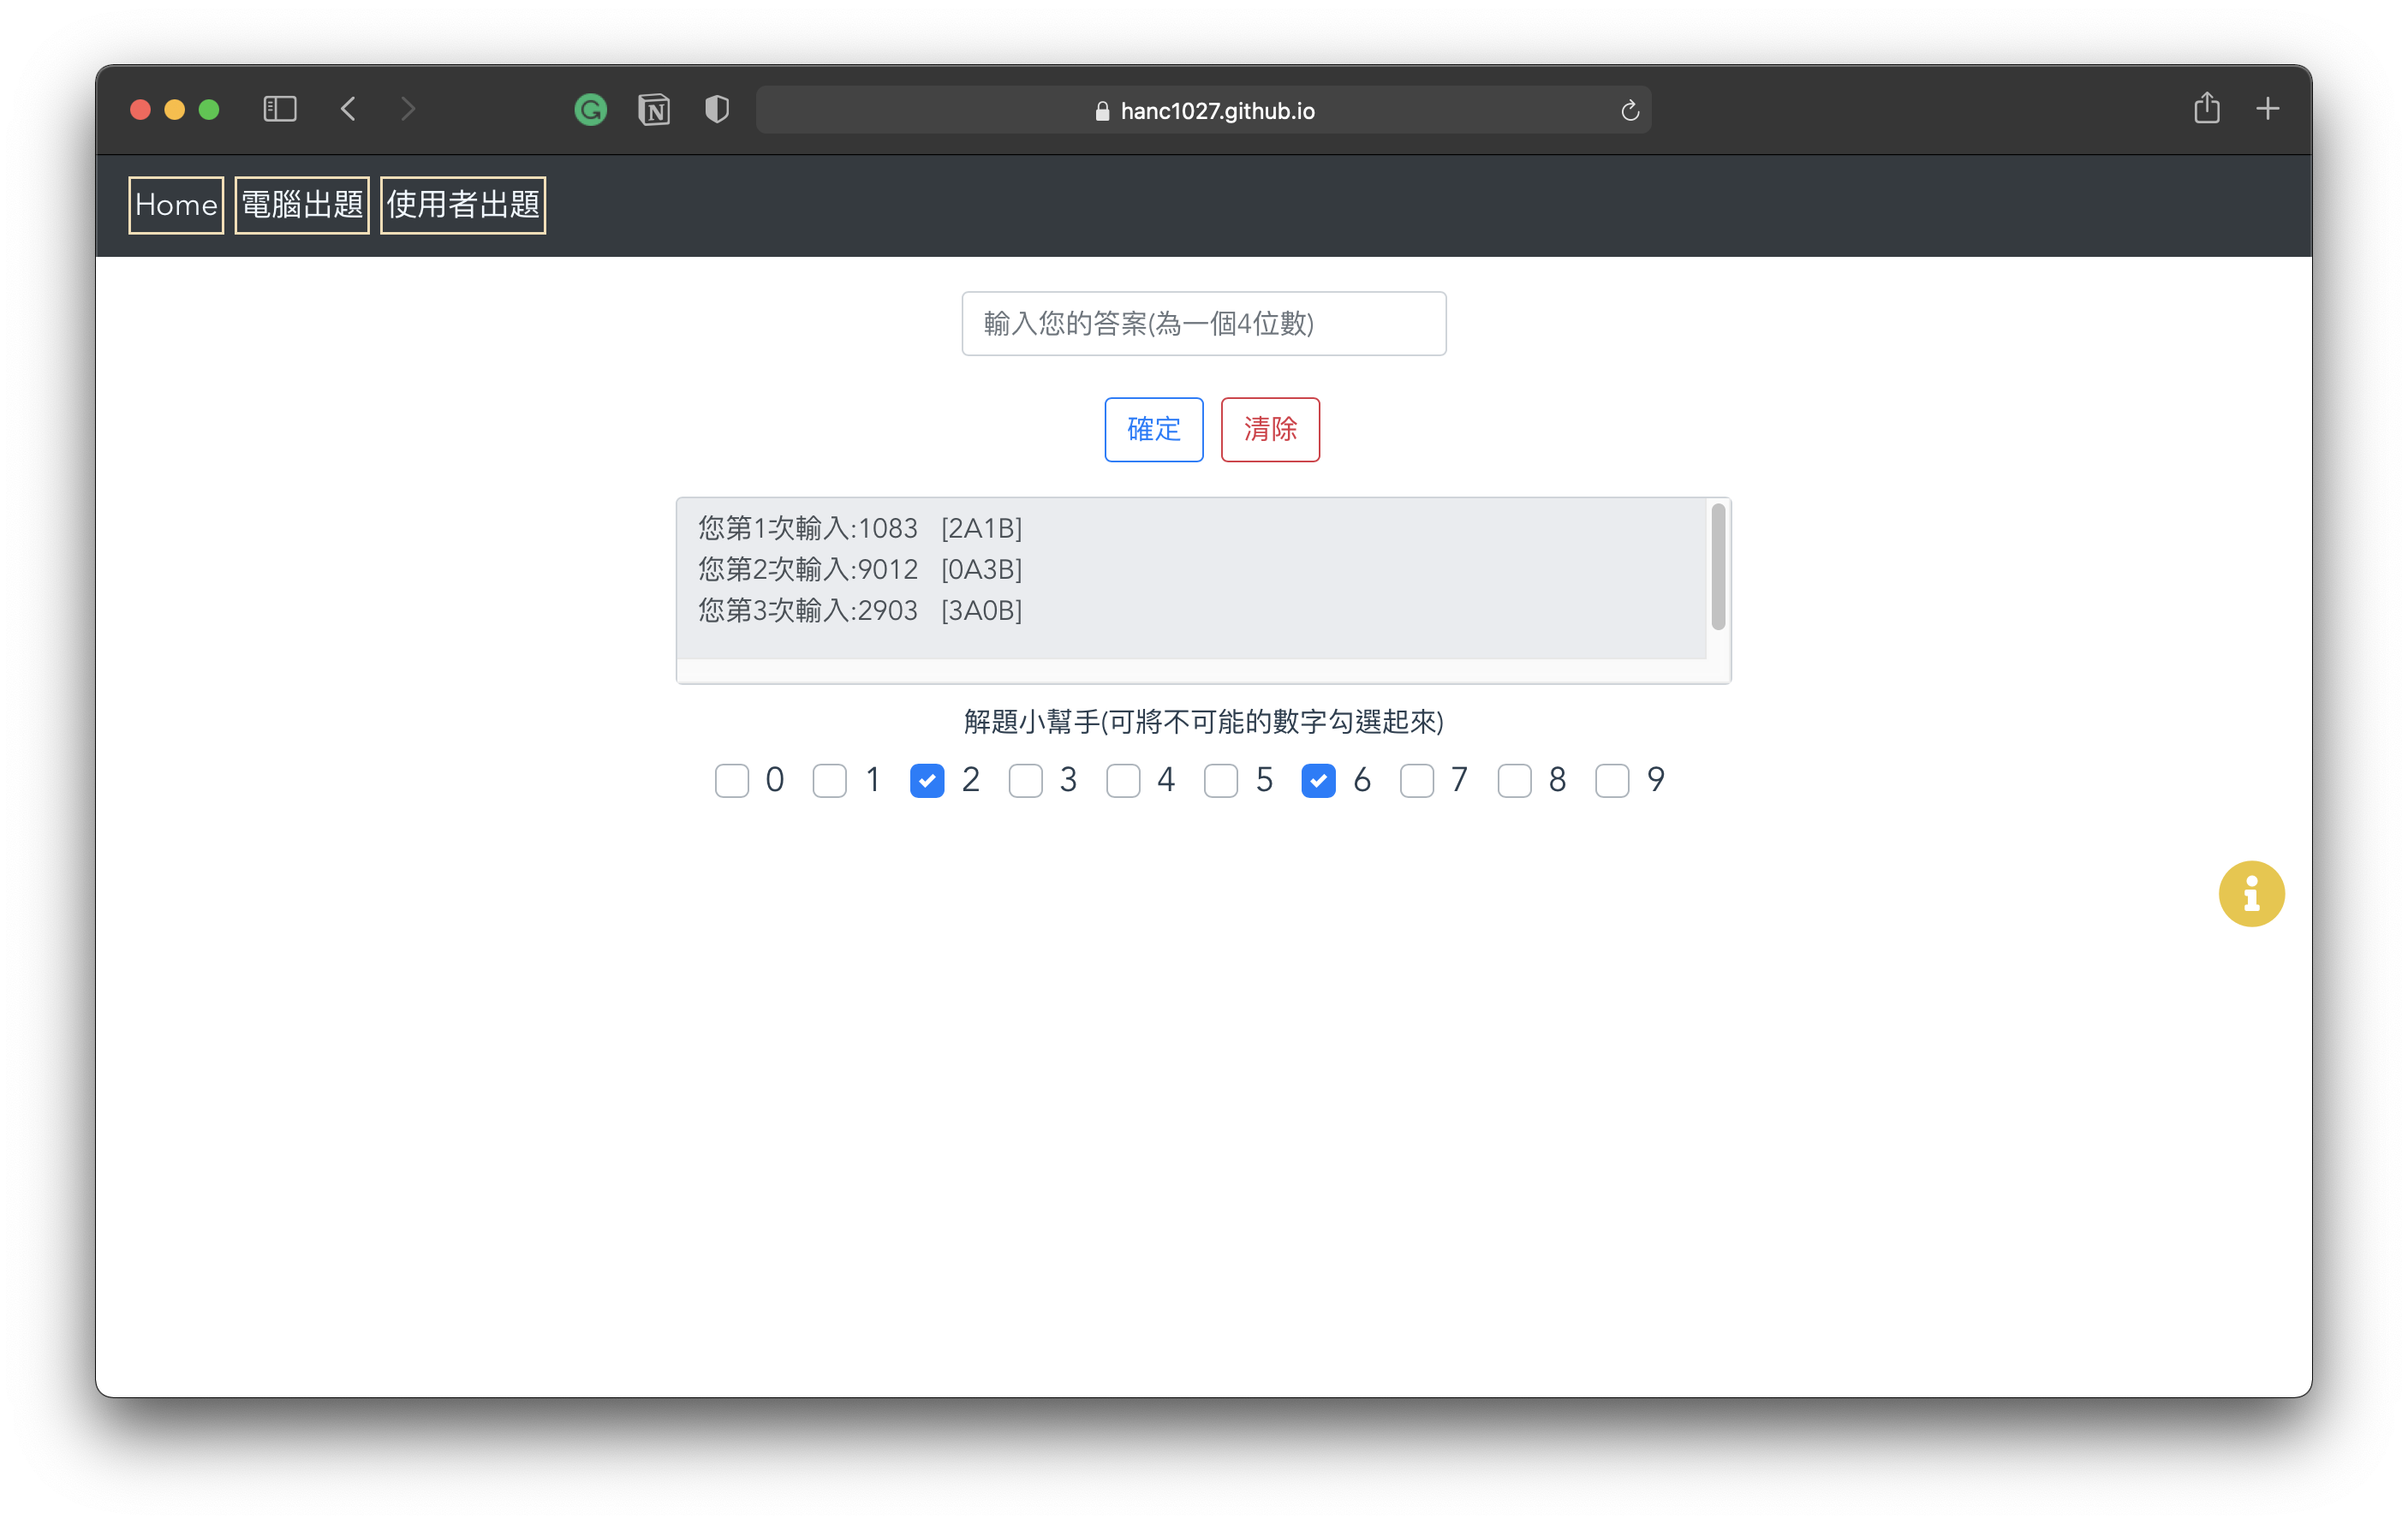 hanc1027.github.io
Home 電腦出題 使用者出題
輸入您的答案(為一個4位數)
確定 清除
您第1次輸入:1083 [2A1B]
您第2次輸入:9012 [0A3B]
您第3次輸入:2903 [3A0B]
解題小幫手(可將不可能的數字勾選起來)
0 1 2 3 4 5 6 7 8 9